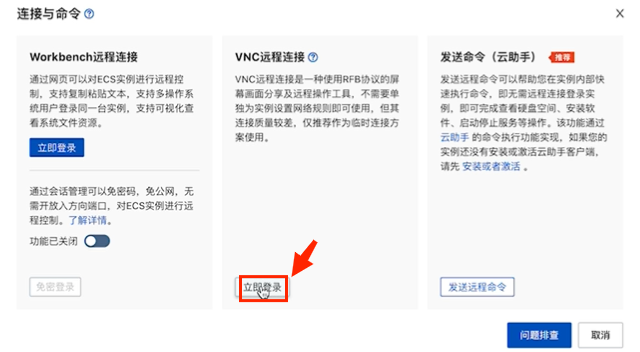 连接与命令 ?
X
Workbench远程连接
通过网页可以对ECS实例进行远程控
制，支持复制粘贴文本，支持多操作系
统用户登录同一台实例，支持可视化查
看系统文件资源。
立即登录
通过会话管理可以免密码，免公网，无
需开放入方向端口，对ECS实例进行远
程控制。了解详情。
功能已关闭
免密登录
VNC远程连接 ?
VNC远程连接是一种使用RFB协议的屏
幕画面分享及远程操作工具，不需要单
独为实例设置网络规则即可使用，但其
连接质量较差，仅推荐作为临时连接方
案使用。
立即登录
发送命令（云助手） 推荐
发送远程命令可以帮助您在实例内部快
速执行命令，即无需远程连接登录实
例，即可完成查看硬盘空间、安装软
件、启动停止服务等操作。该功能通过
云助手 的命令执行功能实现，如果您的
实例还没有安装或激活云助手客户端，
请先 安装或者激活 。
发送远程命令
问题排查
取消